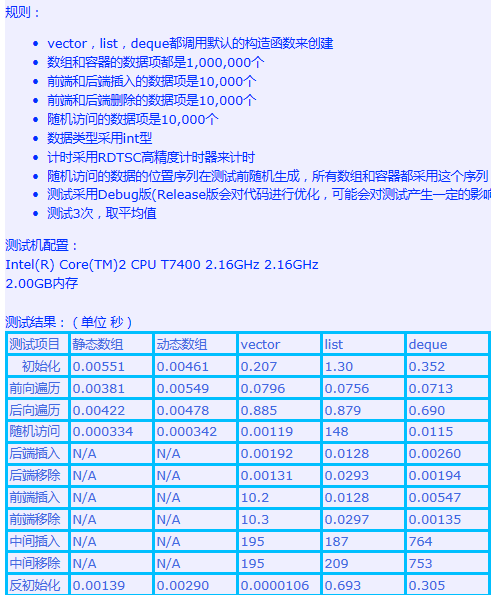 规则：
vector，list，deque都调用默认的构造函数来创建
数组和容器的数据项都是1,000,000个
前端和后端插入的数据项是10,000个
前端和后端删除的数据项是10,000个
随机访问的数据项是10,000个
数据类型采用int型
计时采用RDTSC高精度计时器来计时
随机访问的数据的位置序列在测试前随机生成，所有数组和容器都采用这个序列
测试采用Debug版(Release版会对代码进行优化，可能会对测试产生一定的影响
测试3次，取平均值
测试机配置：
Intel(R) Core(TM)2 CPU T7400 2.16GHz 2.16GHz
2.00GB内存
测试结果：（单位 秒）
测试项目 静态数组 动态数组 vector list deque
初始化 0.00551 0.00461 0.207 1.30 0.352
前向遍历 0.00381 0.00549 0.0796 0.0756 0.0713
后向遍历 0.00422 0.00478 0.885 0.879 0.690
随机访问 0.000334 0.000342 0.00119 148 0.0115
后端插入 N/A N/A 0.00192 0.0128 0.00260
后端移除 N/A N/A 0.00131 0.0293 0.00194
前端插入 N/A N/A 10.2 0.0128 0.00547
前端移除 N/A N/A 10.3 0.0297 0.00135
中间插入 N/A N/A 195 187 764
中间移除 N/A N/A 195 209 753
反初始化 0.00139 0.00290 0.0000106 0.693 0.305